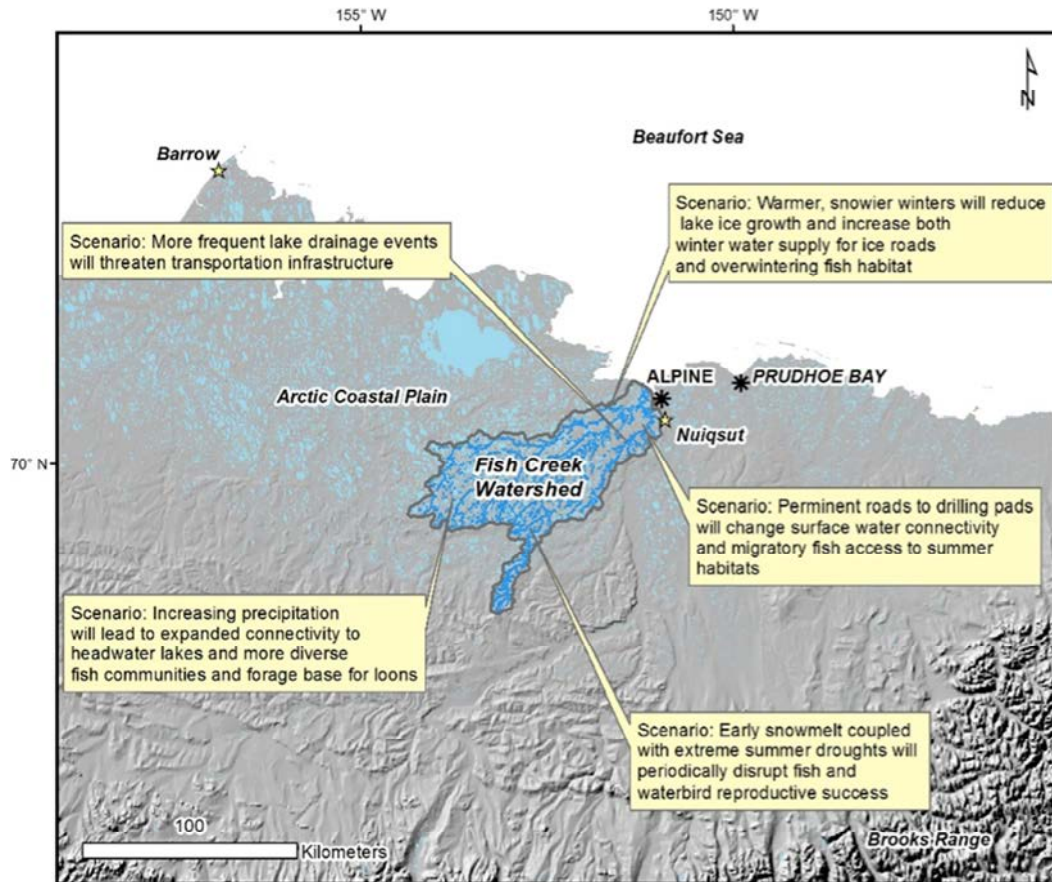 155° W
150° W
N
Beaufort Sea
Barrow
Scenario: Warmer, snowier winters will reduce
lake ice growth and increase both
winter water supply for ice roads
and overwintering fish habitat
Scenario: More frequent lake drainage events
will threaten transportation infrastructure
ALPINE
PRUDHOE BAY
Arctic Coastal Plain
Nuiqsut
70° N
Fish Creek
Watershed
Scenario: Perminent roads to drilling pads
will change surface water connectivity
and migratory fish access to summer
habitats
Scenario: Increasing precipitation
will lead to expanded connectivity to
headwater lakes and more diverse
fish communities and forage base for loons
Scenario: Early snowmelt coupled
with extreme summer droughts will
periodically disrupt fish and
waterbird reproductive success
100
Kilometers
Brooks Range